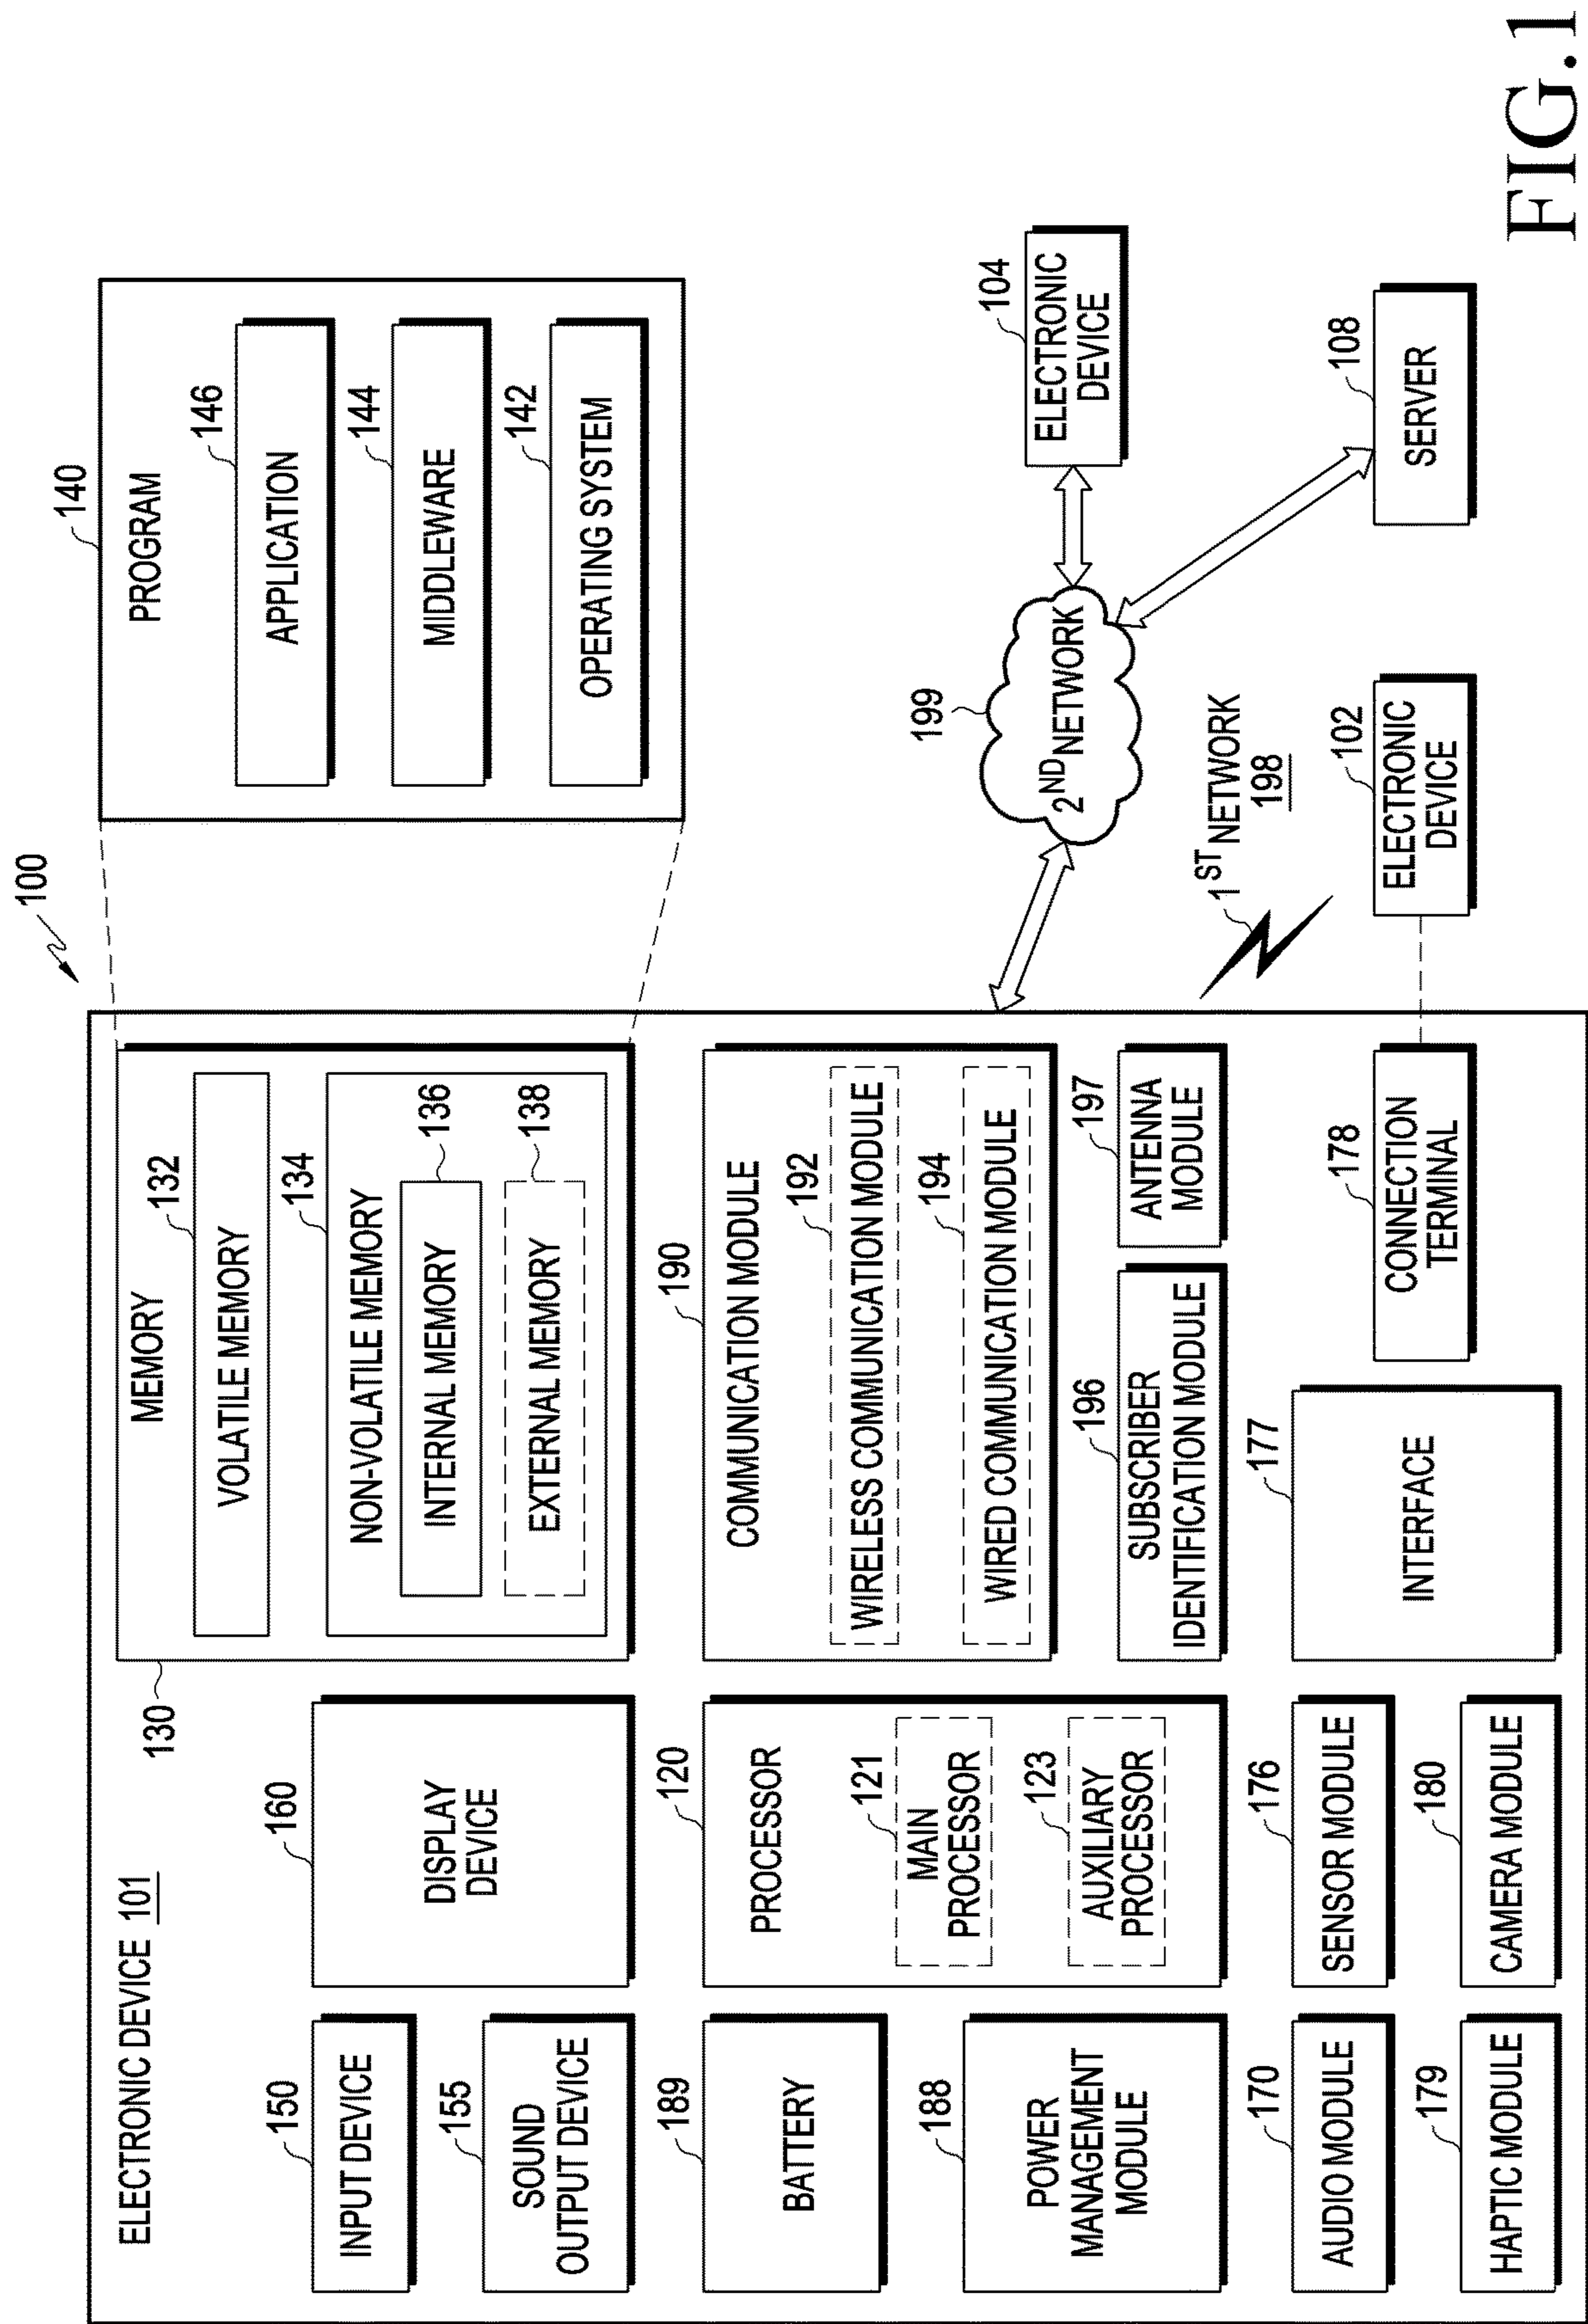 100
ELECTRONIC DEVICE 101
150
INPUT DEVICE
155
SOUND
OUTPUT DEVICE
160
DISPLAY
DEVICE
130
MEMORY
132
VOLATILE MEMORY
134
NON-VOLATILE MEMORY
136
INTERNAL MEMORY
138
EXTERNAL MEMORY
140
PROGRAM
146
APPLICATION
144
MIDDLEWARE
142
OPERATING SYSTEM
189
BATTERY
188
POWER
MANAGEMENT
MODULE
120
PROCESSOR
121
MAIN
PROCESSOR
123
AUXILIARY
PROCESSOR
190
COMMUNICATION MODULE
192
WIRELESS COMMUNICATION MODULE
194
WIRED COMMUNICATION MODULE
196
SUBSCRIBER
IDENTIFICATION MODULE
197
ANTENNA
MODULE
199
2ND NETWORK
104
ELECTRONIC
DEVICE
1ST NETWORK
198
170
AUDIO MODULE
176
SENSOR MODULE
177
INTERFACE
178
CONNECTION
TERMINAL
102
ELECTRONIC
DEVICE
108
SERVER
179
HAPTIC MODULE
180
CAMERA MODULE
FIG.1